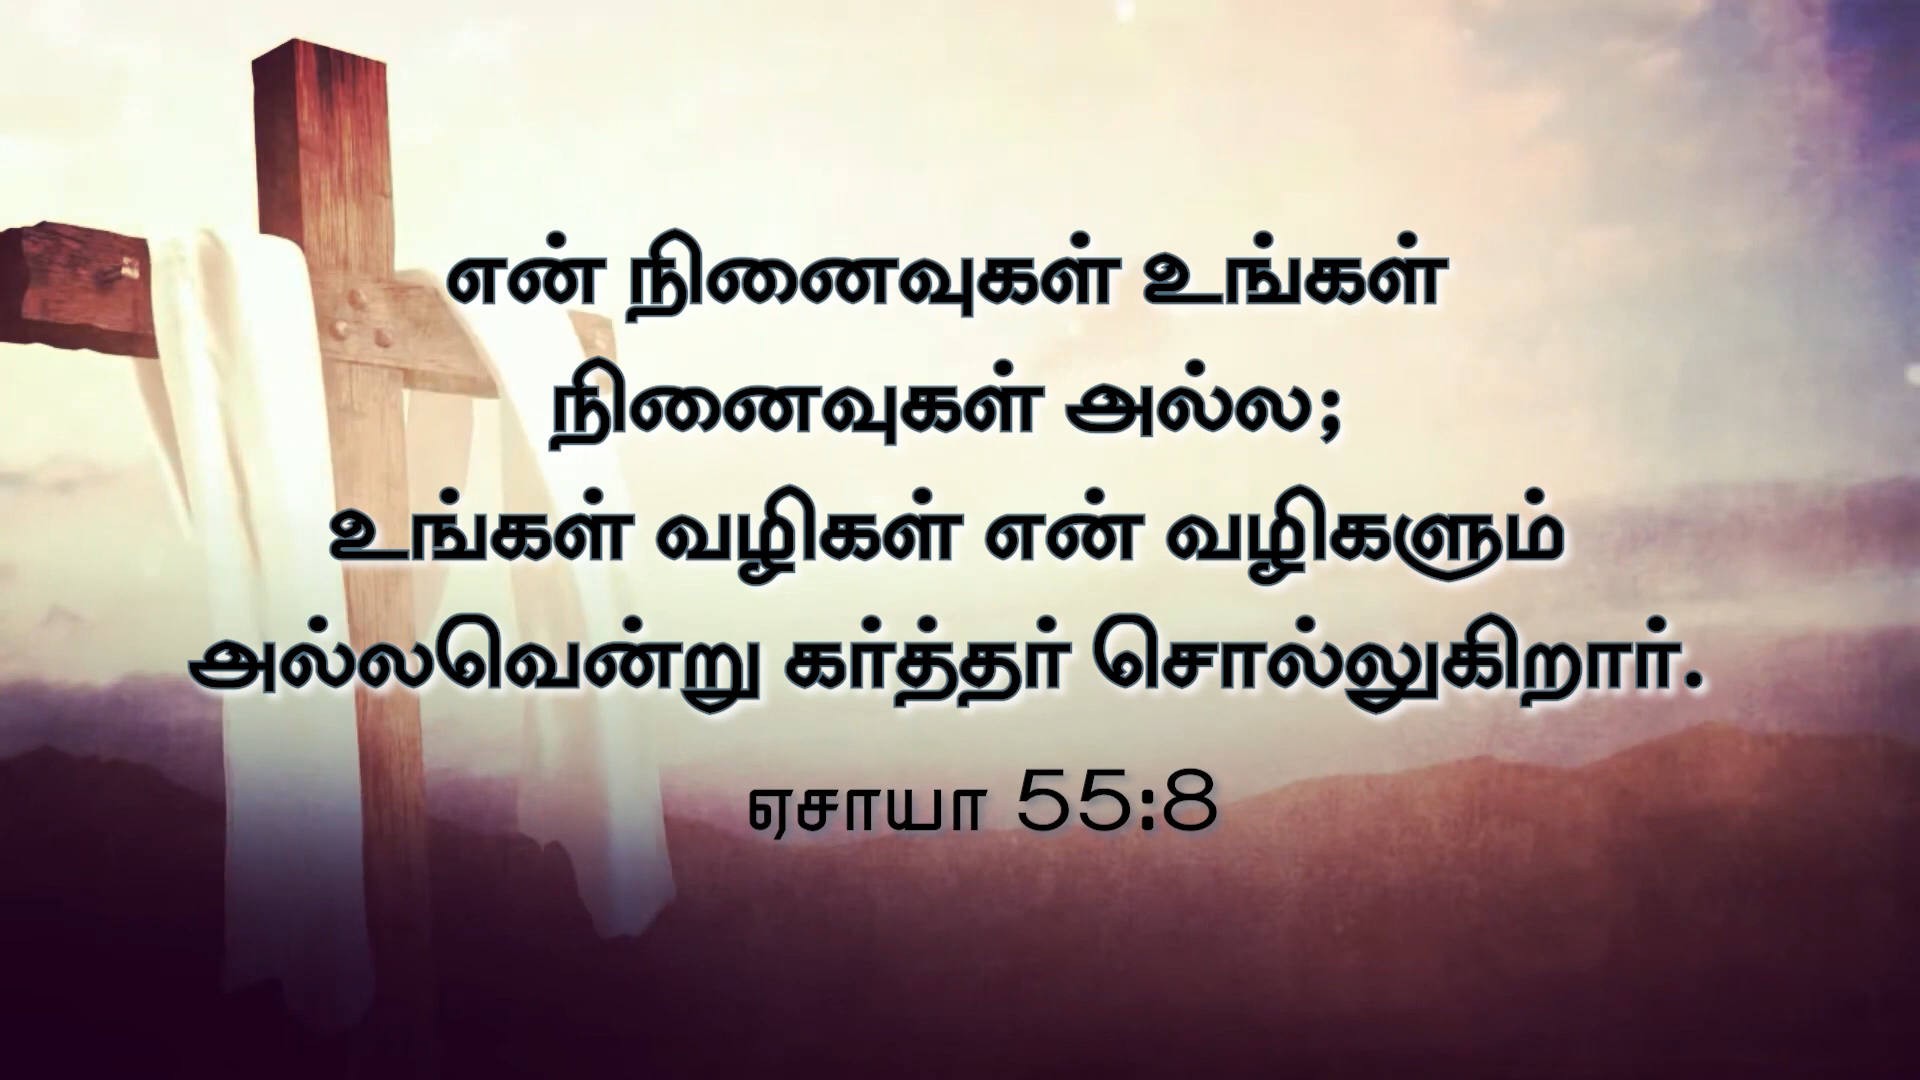 என் நினைவுகள் உங்கள்
நினைவுகள் அல்ல;
உங்கள் வழிகள் என் வழிகளும்
அல்லவென்று கர்த்தர் சொல்லுகிறார்.
ஏசாயா 55:8